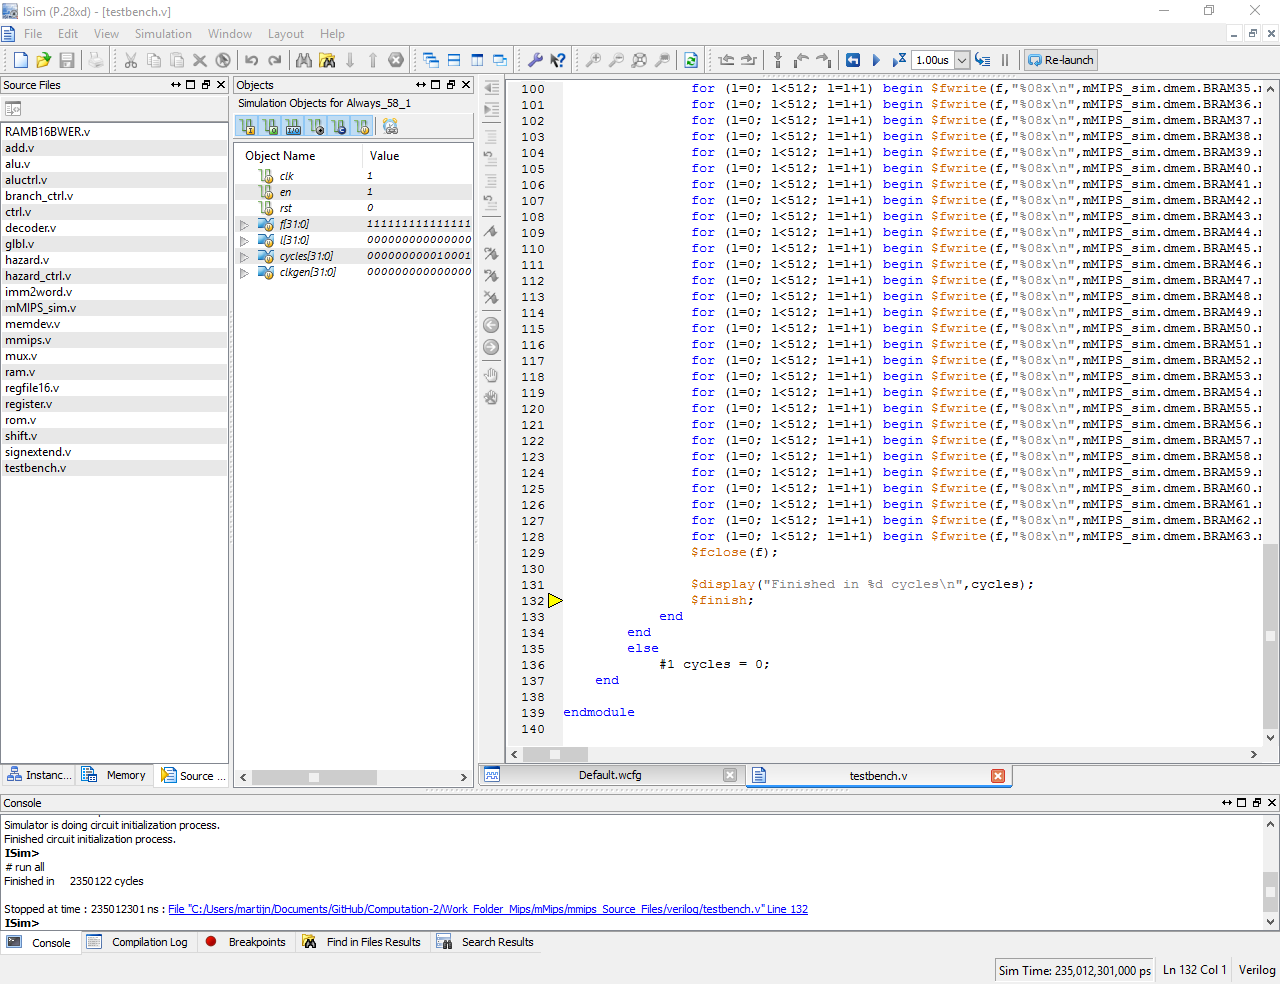 ISim (P.28xd) - [testbench.v]
File Edit View Simulation Window Layout Help
1.00us Re-launch
Source Files
RAMB16BWER.v
add.v
alu.v
aluctrl.v
branch_ctrl.v
ctrl.v
decoder.v
glbl.v
hazard.v
hazard_ctrl.v
imm2word.v
mMIPS_sim.v
memdev.v
mmips.v
mux.v
ram.v
regfile16.v
register.v
rom.v
shift.v
signextend.v
testbench.v
Instanc... Memory Source ...
Objects
Simulation Objects for Always_58_1
Object Name Value
clk 1
en 1
rst 0
f[31:0] 1111111111111111
l[31:0] 000000000000000
cycles[31:0] 000000000010001
clkgen[31:0] 000000000000000
100 for (l=0; l<512; l=l+1) begin $fwrite(f,"%08x\n",mMIPS_sim.dmem.BRAM35.
101 for (l=0; l<512; l=l+1) begin $fwrite(f,"%08x\n",mMIPS_sim.dmem.BRAM36.
102 for (l=0; l<512; l=l+1) begin $fwrite(f,"%08x\n",mMIPS_sim.dmem.BRAM37.
103 for (l=0; l<512; l=l+1) begin $fwrite(f,"%08x\n",mMIPS_sim.dmem.BRAM38.
104 for (l=0; l<512; l=l+1) begin $fwrite(f,"%08x\n",mMIPS_sim.dmem.BRAM39.
105 for (l=0; l<512; l=l+1) begin $fwrite(f,"%08x\n",mMIPS_sim.dmem.BRAM40.
106 for (l=0; l<512; l=l+1) begin $fwrite(f,"%08x\n",mMIPS_sim.dmem.BRAM41.
107 for (l=0; l<512; l=l+1) begin $fwrite(f,"%08x\n",mMIPS_sim.dmem.BRAM42.
108 for (l=0; l<512; l=l+1) begin $fwrite(f,"%08x\n",mMIPS_sim.dmem.BRAM43.
109 for (l=0; l<512; l=l+1) begin $fwrite(f,"%08x\n",mMIPS_sim.dmem.BRAM44.
110 for (l=0; l<512; l=l+1) begin $fwrite(f,"%08x\n",mMIPS_sim.dmem.BRAM45.
111 for (l=0; l<512; l=l+1) begin $fwrite(f,"%08x\n",mMIPS_sim.dmem.BRAM46.
112 for (l=0; l<512; l=l+1) begin $fwrite(f,"%08x\n",mMIPS_sim.dmem.BRAM47.
113 for (l=0; l<512; l=l+1) begin $fwrite(f,"%08x\n",mMIPS_sim.dmem.BRAM48.
114 for (l=0; l<512; l=l+1) begin $fwrite(f,"%08x\n",mMIPS_sim.dmem.BRAM49.
115 for (l=0; l<512; l=l+1) begin $fwrite(f,"%08x\n",mMIPS_sim.dmem.BRAM50.
116 for (l=0; l<512; l=l+1) begin $fwrite(f,"%08x\n",mMIPS_sim.dmem.BRAM51.
117 for (l=0; l<512; l=l+1) begin $fwrite(f,"%08x\n",mMIPS_sim.dmem.BRAM52.
118 for (l=0; l<512; l=l+1) begin $fwrite(f,"%08x\n",mMIPS_sim.dmem.BRAM53.
119 for (l=0; l<512; l=l+1) begin $fwrite(f,"%08x\n",mMIPS_sim.dmem.BRAM54.
120 for (l=0; l<512; l=l+1) begin $fwrite(f,"%08x\n",mMIPS_sim.dmem.BRAM55.
121 for (l=0; l<512; l=l+1) begin $fwrite(f,"%08x\n",mMIPS_sim.dmem.BRAM56.
122 for (l=0; l<512; l=l+1) begin $fwrite(f,"%08x\n",mMIPS_sim.dmem.BRAM57.
123 for (l=0; l<512; l=l+1) begin $fwrite(f,"%08x\n",mMIPS_sim.dmem.BRAM58.
124 for (l=0; l<512; l=l+1) begin $fwrite(f,"%08x\n",mMIPS_sim.dmem.BRAM59.
125 for (l=0; l<512; l=l+1) begin $fwrite(f,"%08x\n",mMIPS_sim.dmem.BRAM60.
126 for (l=0; l<512; l=l+1) begin $fwrite(f,"%08x\n",mMIPS_sim.dmem.BRAM61.
127 for (l=0; l<512; l=l+1) begin $fwrite(f,"%08x\n",mMIPS_sim.dmem.BRAM62.
128 for (l=0; l<512; l=l+1) begin $fwrite(f,"%08x\n",mMIPS_sim.dmem.BRAM63.
129 $fclose(f);
130
131 $display("Finished in %d cycles\n",cycles);
132 $finish;
133 end
134 end
135 else
136 #1 cycles = 0;
137 end
138
139 endmodule
140
Default.wcfg testbench.v
Console
Simulator is doing circuit initialization process.
Finished circuit initialization process.
ISim>
# run all
Finished in 2350122 cycles
Stopped at time : 235012301 ns : File "C:/Users/martijn/Documents/GitHub/Computation-2/Work_Folder_Mips/mMips/mmips_Source_Files/verilog/testbench.v" Line 132
ISim>
Console Compilation Log Breakpoints Find in Files Results Search Results
Sim Time: 235,012,301,000 ps Ln 132 Col 1 Verilog